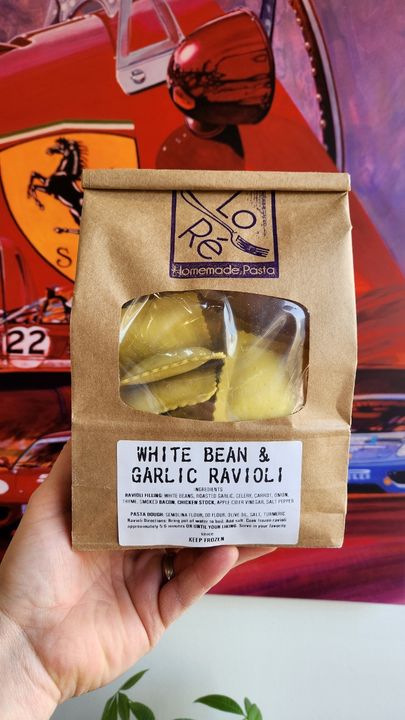 S
22
LO
Ré
Homemade Pasta
WHITE BEAN &
GARLIC RAVIOLI
INGREDIENTS
RAVIOLI FILLING: WHITE BEANS, ROASTED GARLIC, CELERY, CARROT, ONION,
THYME, SMOKED BACON, CHICKEN STOCK, APPLE CIDER VINEGAR, SALT PEPPER
PASTA DOUGH: SEMOLINA FLOUR, 00 FLOUR, OLIVE OIL, SALT, TURMERIC
Ravioli Directions: Bring pot of water to boil. Add salt. Cook frozen ravioli
approximately 5-6 minutes OR UNTIL YOUR LIKING. Serve in your favorite
sauce
KEEP FROZEN